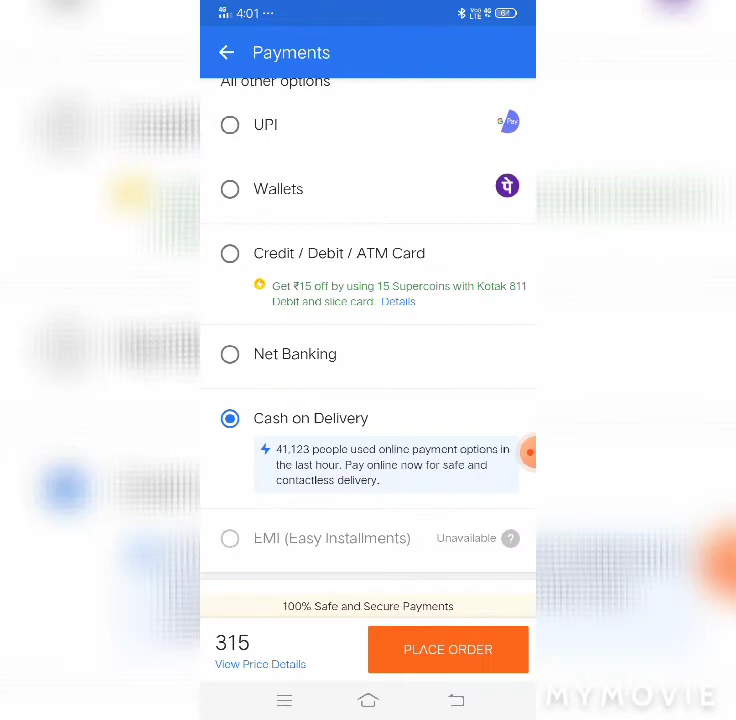 4G 4:01 ...
Payments
All other options
UPI
G Pay
Wallets
पे
Credit / Debit / ATM Card
Get ₹15 off by using 15 Supercoins with Kotak 811
Debit and slice card. Details
Net Banking
Cash on Delivery
41,123 people used online payment options in
the last hour. Pay online now for safe and
contactless delivery.
EMI (Easy Installments) Unavailable ?
100% Safe and Secure Payments
315
View Price Details
PLACE ORDER
MYMOVIE